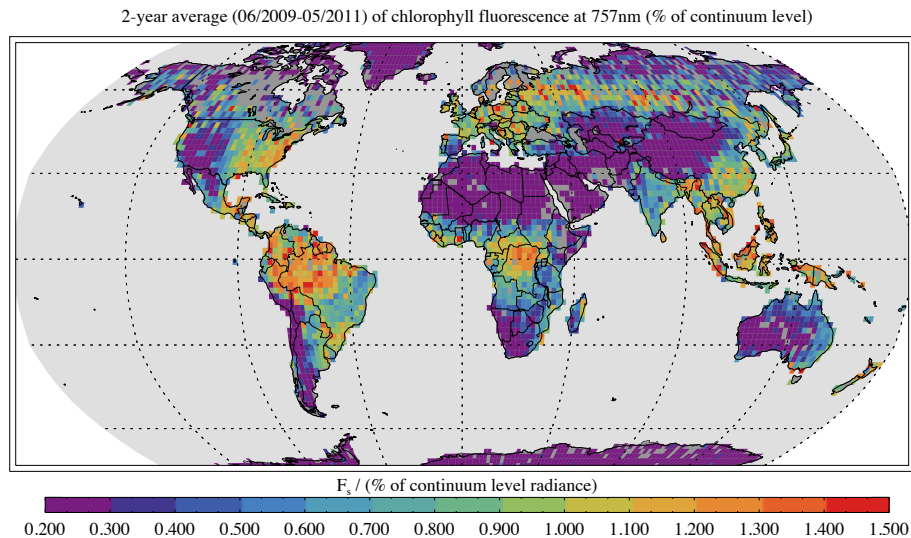 2-year average (06/2009-05/2011) of chlorophyll fluorescence at 757nm (% of continuum level)
Fs / (% of continuum level radiance)
0.200 0.300 0.400 0.500 0.600 0.700 0.800 0.900 1.000 1.100 1.200 1.300 1.400 1.500